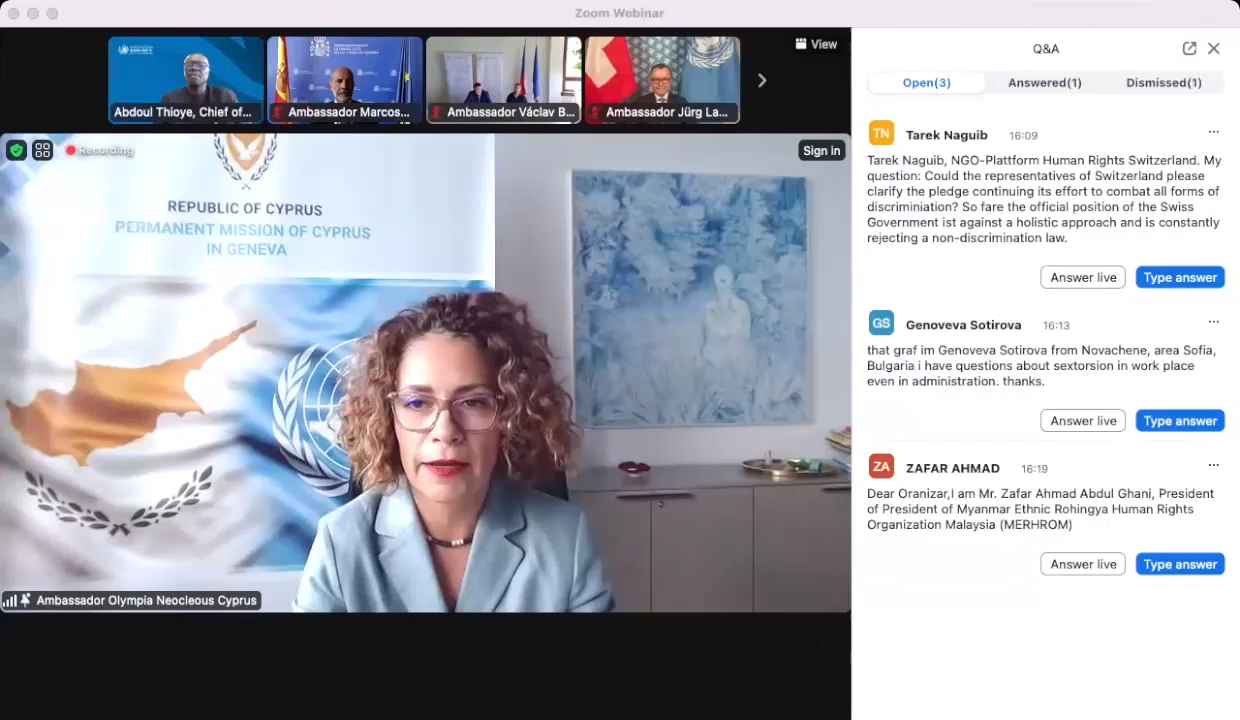 Zoom Webinar
Abdoul Thioye, Chief of...
Ambassador Marcos...
Ambassador Václav B...
Ambassador Jürg La...
View
Recording
Sign in
REPUBLIC OF CYPRUS
PERMANENT MISSION OF CYPRUS
IN GENEVA
Ambassador Olympia Neocleous Cyprus
Q&A
Open(3)
Answered(1)
Dismissed(1)
TN
Tarek Naguib
16:09
Tarek Naguib, NGO-Plattform Human Rights Switzerland. My
question: Could the representatives of Switzerland please
clarify the pledge continuing its effort to combat all forms of
discriminiation? So fare the official position of the Swiss
Government ist against a holistic approach and is constantly
rejecting a non-discrimination law.
Answer live
Type answer
GS
Genoveva Sotirova
16:13
that graf im Genoveva Sotirova from Novachene, area Sofia,
Bulgaria i have questions about sextorsion in work place
even in administration. thanks.
Answer live
Type answer
ZA
ZAFAR AHMAD
16:19
Dear Oranizar,I am Mr. Zafar Ahmad Abdul Ghani, President
of President of Myanmar Ethnic Rohingya Human Rights
Organization Malaysia (MERHROM)
Answer live
Type answer